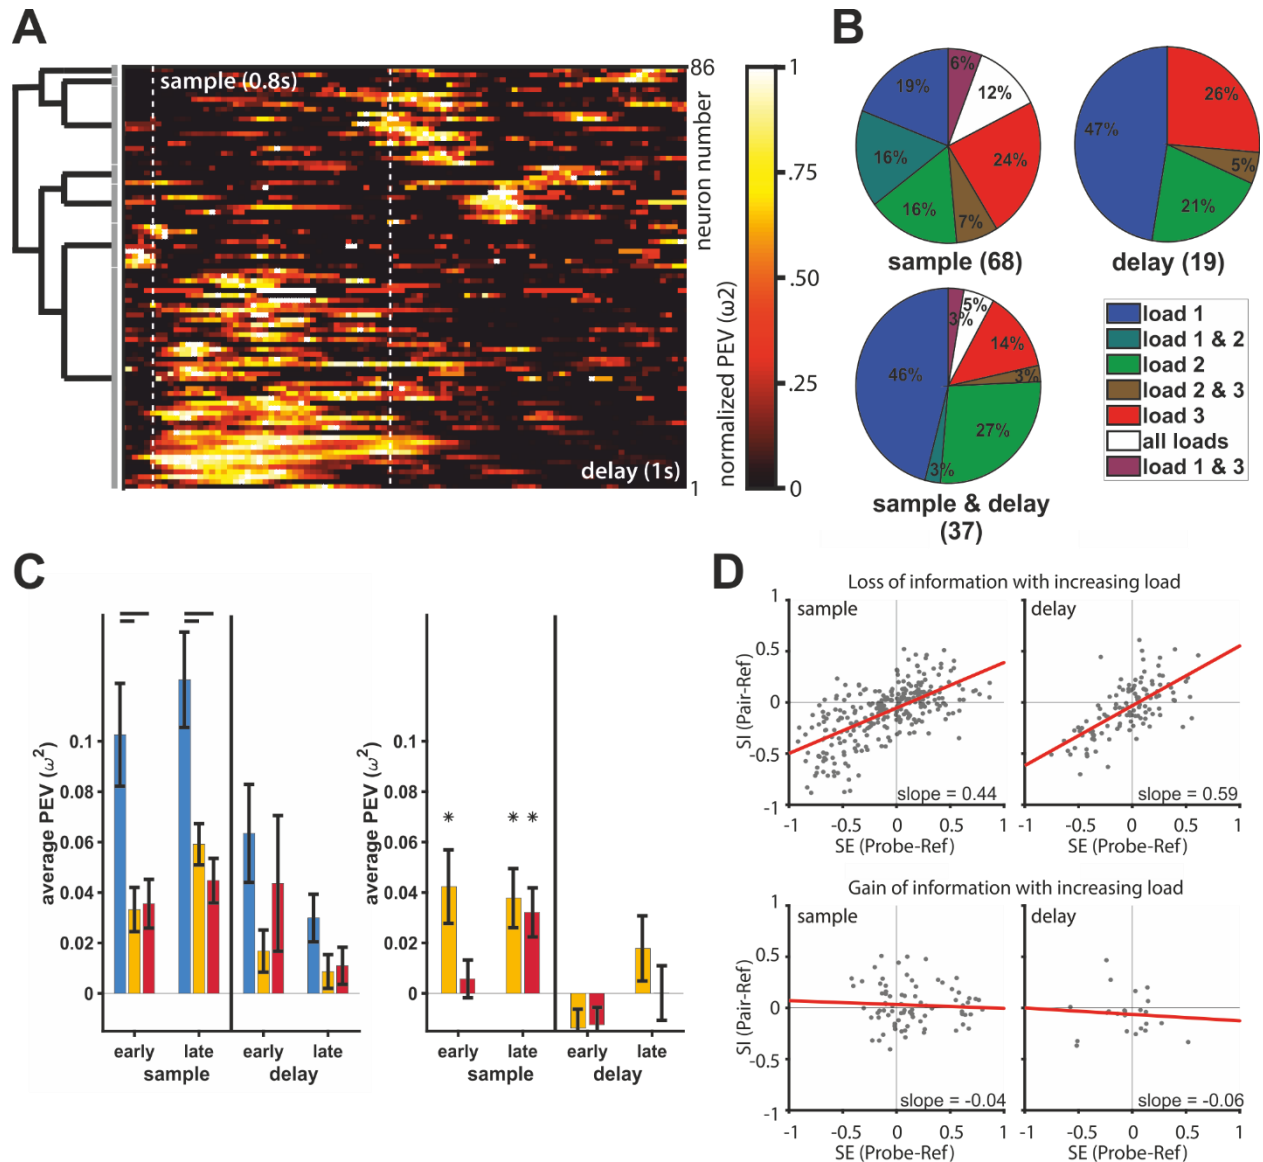 A
sample (0.8s)
delay (1s)
86
neuron number
1
1
.75
.50
.25
0
normalized PEV (ω2)
B
19%
6%
12%
24%
7%
16%
16%
sample (68)
47%
26%
5%
21%
delay (19)
46%
3%
5%
14%
3%
27%
3%
sample & delay
(37)
load 1
load 1 & 2
load 2
load 2 & 3
load 3
all loads
load 1 & 3
C
average PEV (ω²)
0.1
0.08
0.06
0.04
0.02
0
early
late
early
late
sample
delay
average PEV (ω²)
0.1
0.08
0.06
0.04
0.02
0
*
* *
early
late
early
late
sample
delay
D
Loss of information with increasing load
sample
SI (Pair-Ref)
1
0.5
0
-0.5
-1
slope = 0.44
-1 -0.5 0 0.5 1
SE (Probe-Ref)
delay
slope = 0.59
-1 -0.5 0 0.5 1
SE (Probe-Ref)
Gain of information with increasing load
sample
SI (Pair-Ref)
1
0.5
0
-0.5
-1
slope = -0.04
-1 -0.5 0 0.5 1
SE (Probe-Ref)
delay
slope = -0.06
-1 -0.5 0 0.5 1
SE (Probe-Ref)